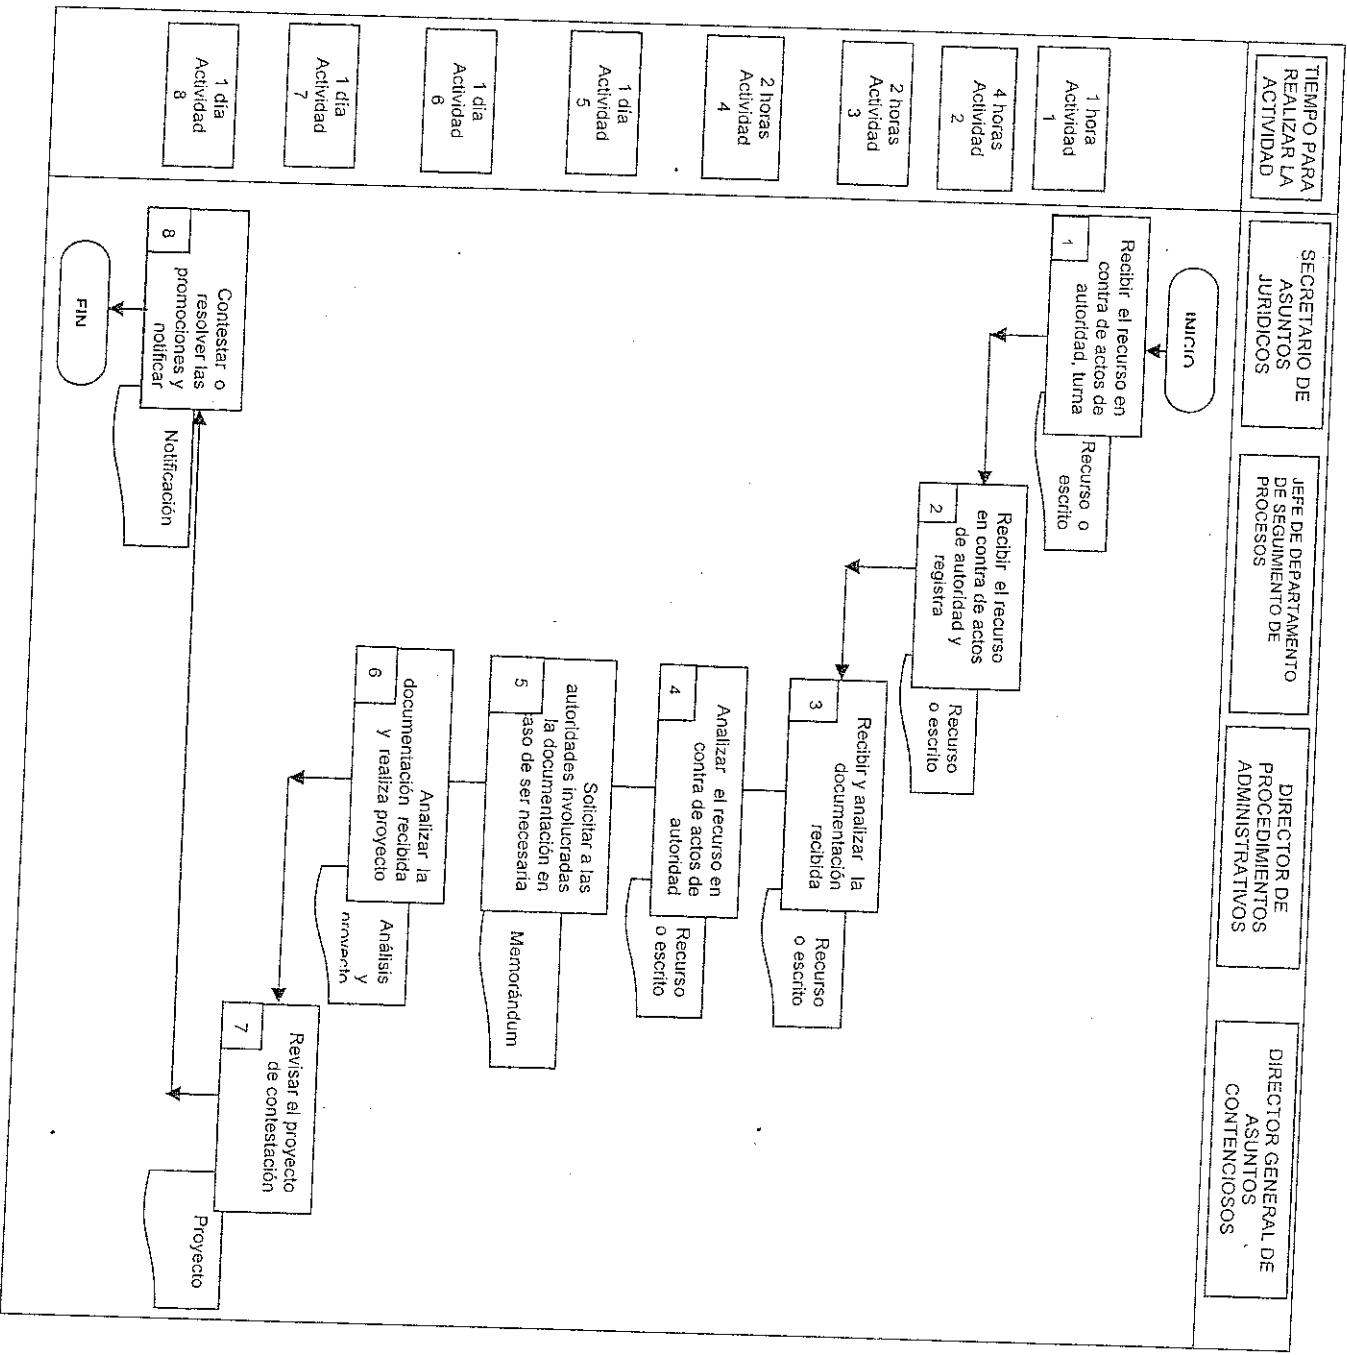 TIEMPO PARA
REALIZAR LA
ACTIVIDAD
SECRETARIO DE
ASUNTOS
JURIDICOS
JEFE DE DEPARTAMENTO
DE SEGUIMIENTO DE
PROCESOS
DIRECTOR DE
PROCEDIMIENTOS
ADMINISTRATIVOS
DIRECTOR GENERAL DE
ASUNTOS
CONTENCIOSOS
INICIO
1 hora
Actividad
1
Recibir el recurso en
contra de actos de
autoridad, turna
1
Recurso o
escrito
4 horas
Actividad
2
Recibir el recurso
en contra de actos
de autoridad y
registra
2
Recurso
o escrito
2 horas
Actividad
3
Recibir y analizar la
documentación
recibida
3
Recurso
o escrito
2 horas
Actividad
4
Analizar el recurso en
contra de actos de
autoridad
4
Recurso
o escrito
1 día
Actividad
5
Solicitar a las
autoridades involucradas
la documentación en
aso de ser necesaria
5
Memorándum
1 día
Actividad
6
Analizar la
documentación recibida
y realiza proyecto
6
Análisis
y
proyecto
1 día
Actividad
7
Revisar el proyecto
de contestación
7
Proyecto
1 día
Actividad
8
Contestar o
resolver las
promociones y
notificar
8
Notificación
FIN